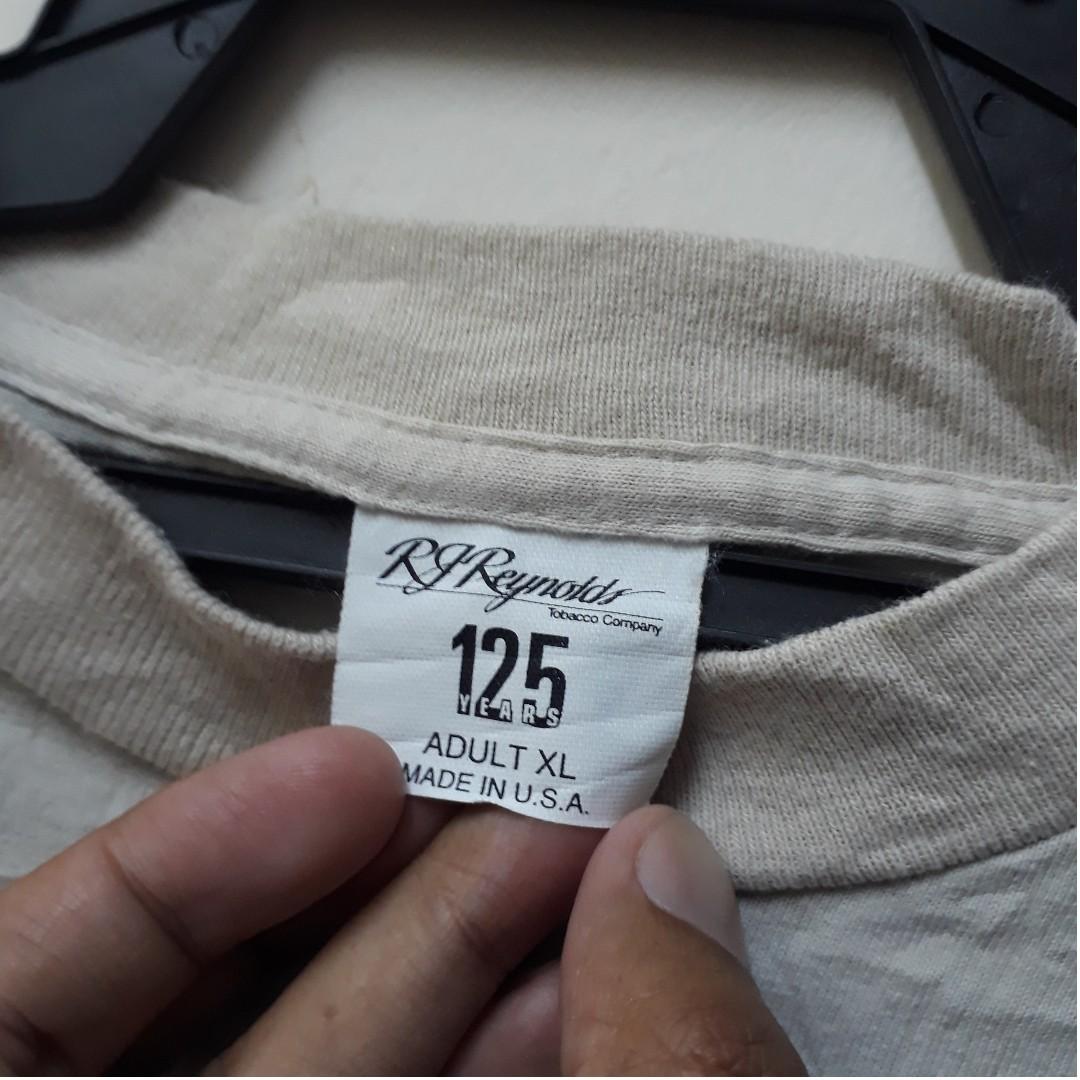 RJReynolds
Tobacco Company
125
YEARS
ADULT XL
MADE IN U.S.A.